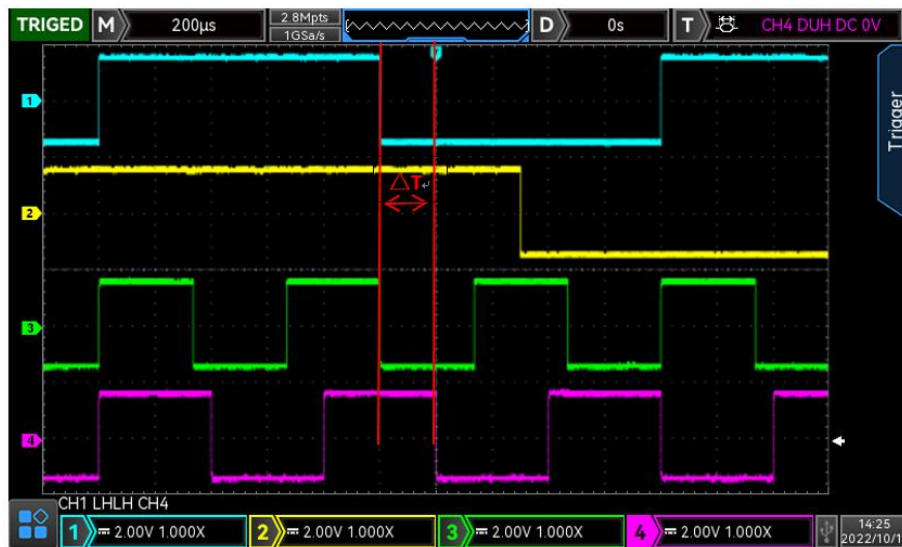 TRIGED M 200μs 2.8Mpts D 0s T CH4 DUH DC 0V
1GSa/s
Trigger
1
2
△T
3
4
CH1 LHLH CH4
1 2.00V 1.000X 2 2.00V 1.000X 3 2.00V 1.000X 4 2.00V 1.000X 14:25
2022/10/1